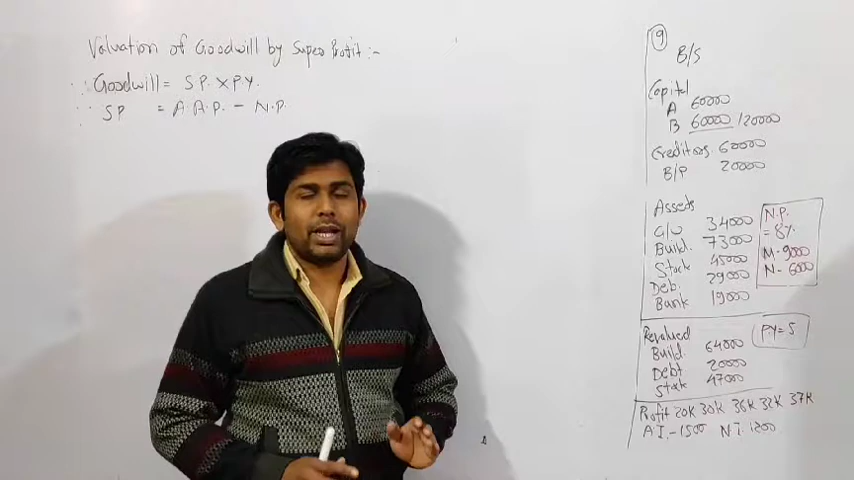 Valuation of Goodwill by Super Profit :-
∴ Goodwill = S.P. × P.Y.
∴ SP = A.A.P. - N.P.
9
B/S
Capital
A 60000
B 60000 /120000
Creditors 60000
B/P 20000
Assets
G/W 34000
Build. 73000
Stock 45000
Deb. 29000
Bank 19000
N.P.
= 8%
M - 9000
N - 6000
Revalued
Build. 64000
Debt 20000
Stock 47000
PY = 5
Profit 20K 30K 36K 32K 37K
A.I. - 1500 N.I. 1200